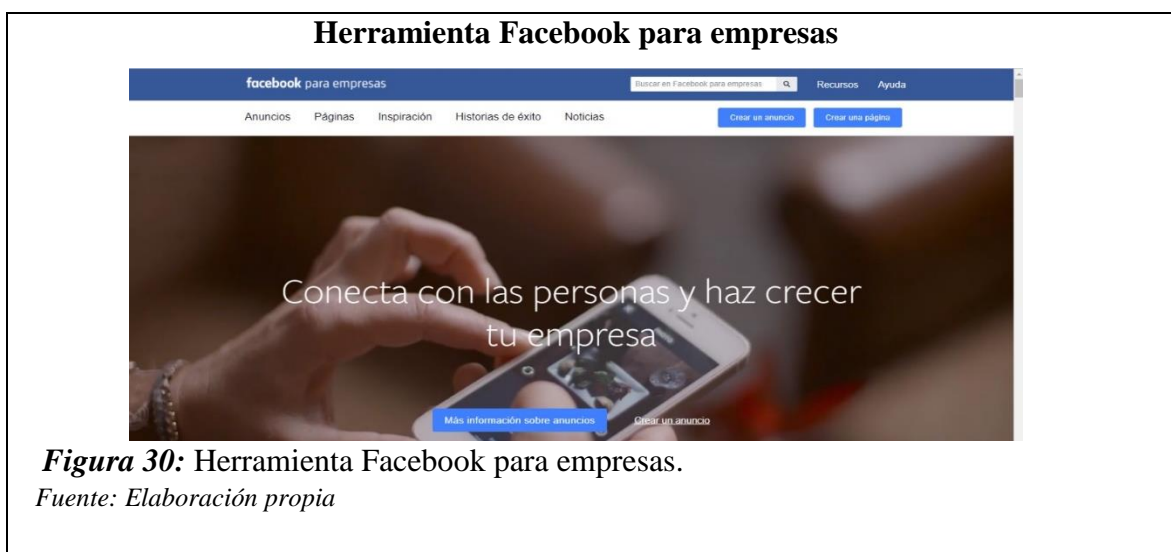 Herramienta Facebook para empresas
facebook para empresas
Buscar en Facebook para empresas
Recursos Ayuda
Anuncios Páginas Inspiración Historias de éxito Noticias
Crear un anuncio Crear una página
Conecta con las personas y haz crecer
tu empresa
Más información sobre anuncios Crear un anuncio
Figura 30: Herramienta Facebook para empresas.
Fuente: Elaboración propia